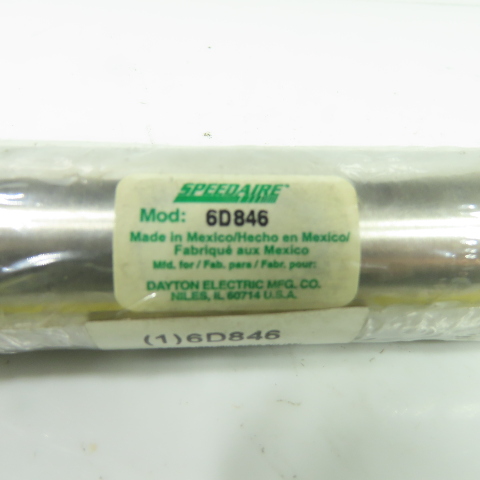 SPEEDAIRE
Mod: 6D846
Made in Mexico/Hecho en Mexico/
Fabriqué aux Mexico
Mfd. for / Fab. para / Fabr. pour:
DAYTON ELECTRIC MFG. CO.
NILES, IL 60714 U.S.A.
(1)6D846